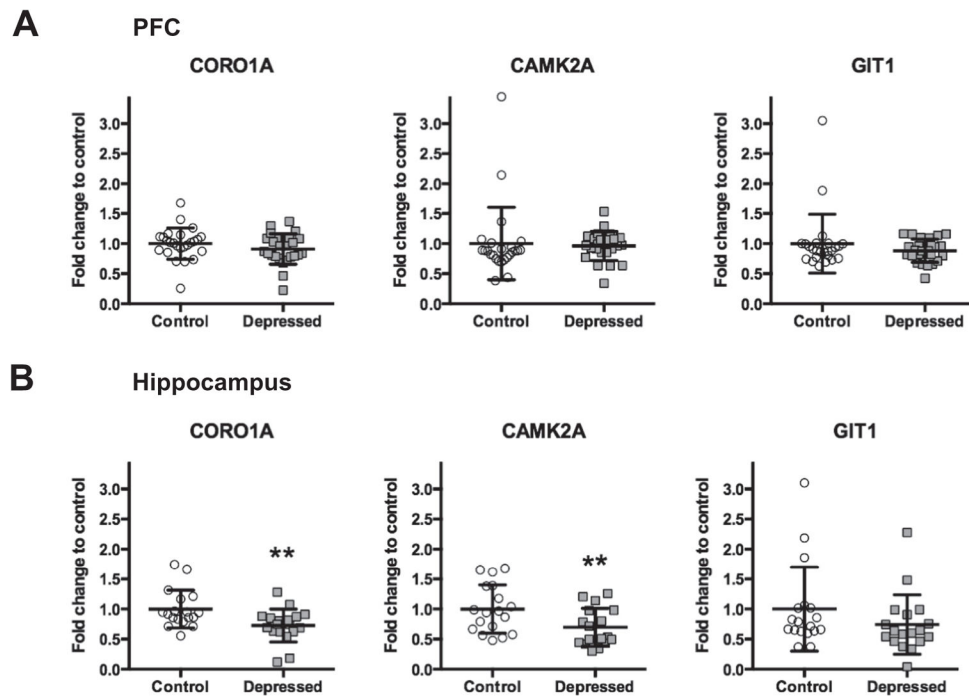 A PFC
CORO1A CAMK2A GIT1
Fold change to control Fold change to control Fold change to control
3.0 3.0 3.0
2.5 2.5 2.5
2.0 2.0 2.0
1.5 1.5 1.5
1.0 1.0 1.0
0.5 0.5 0.5
0.0 0.0 0.0
Control Depressed Control Depressed Control Depressed
B Hippocampus
CORO1A CAMK2A GIT1
Fold change to control Fold change to control Fold change to control
3.0 3.0 3.0
2.5 2.5 2.5
2.0 2.0 2.0
** **
1.5 1.5 1.5
1.0 1.0 1.0
0.5 0.5 0.5
0.0 0.0 0.0
Control Depressed Control Depressed Control Depressed